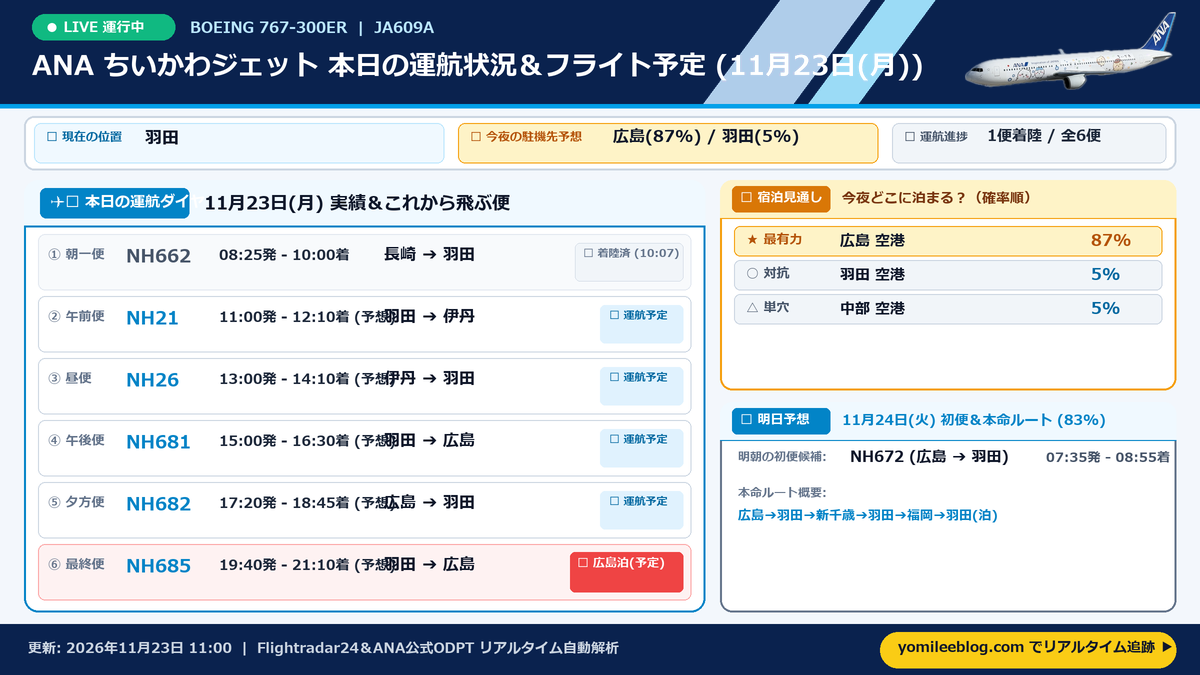 ● LIVE 運行中 BOEING 767-300ER | JA609A
ANA ちいかわジェット 本日の運航状況&フライト予定 (11月23日(月))
ANA
ANA
□ 現在の位置 羽田
□ 今夜の駐機先予想 広島(87%) / 羽田(5%)
□ 運航進捗 1便着陸 / 全6便
✈□ 本日の運航ダイ 11月23日(月) 実績&これから飛ぶ便
① 朝一便 NH662 08:25発 - 10:00着 長崎 → 羽田 □ 着陸済 (10:07)
② 午前便 NH21 11:00発 - 12:10着 (予想) 羽田 → 伊丹 □ 運航予定
③ 昼便 NH26 13:00発 - 14:10着 (予想) 伊丹 → 羽田 □ 運航予定
④ 午後便 NH681 15:00発 - 16:30着 (予想) 羽田 → 広島 □ 運航予定
⑤ 夕方便 NH682 17:20発 - 18:45着 (予想) 広島 → 羽田 □ 運航予定
⑥ 最終便 NH685 19:40発 - 21:10着 (予想) 羽田 → 広島 □ 広島泊(予定)
□ 宿泊見通し 今夜どこに泊まる？（確率順）
★ 最有力 広島 空港 87%
○ 対抗 羽田 空港 5%
△ 単穴 中部 空港 5%
□ 明日予想 11月24日(火) 初便&本命ルート (83%)
明朝の初便候補: NH672 (広島 → 羽田) 07:35発 - 08:55着
本命ルート概要:
広島→羽田→新千歳→羽田→福岡→羽田(泊)
更新: 2026年11月23日 11:00 | Flightradar24&ANA公式ODPT リアルタイム自動解析
yomileeblog.com でリアルタイム追跡 ▶